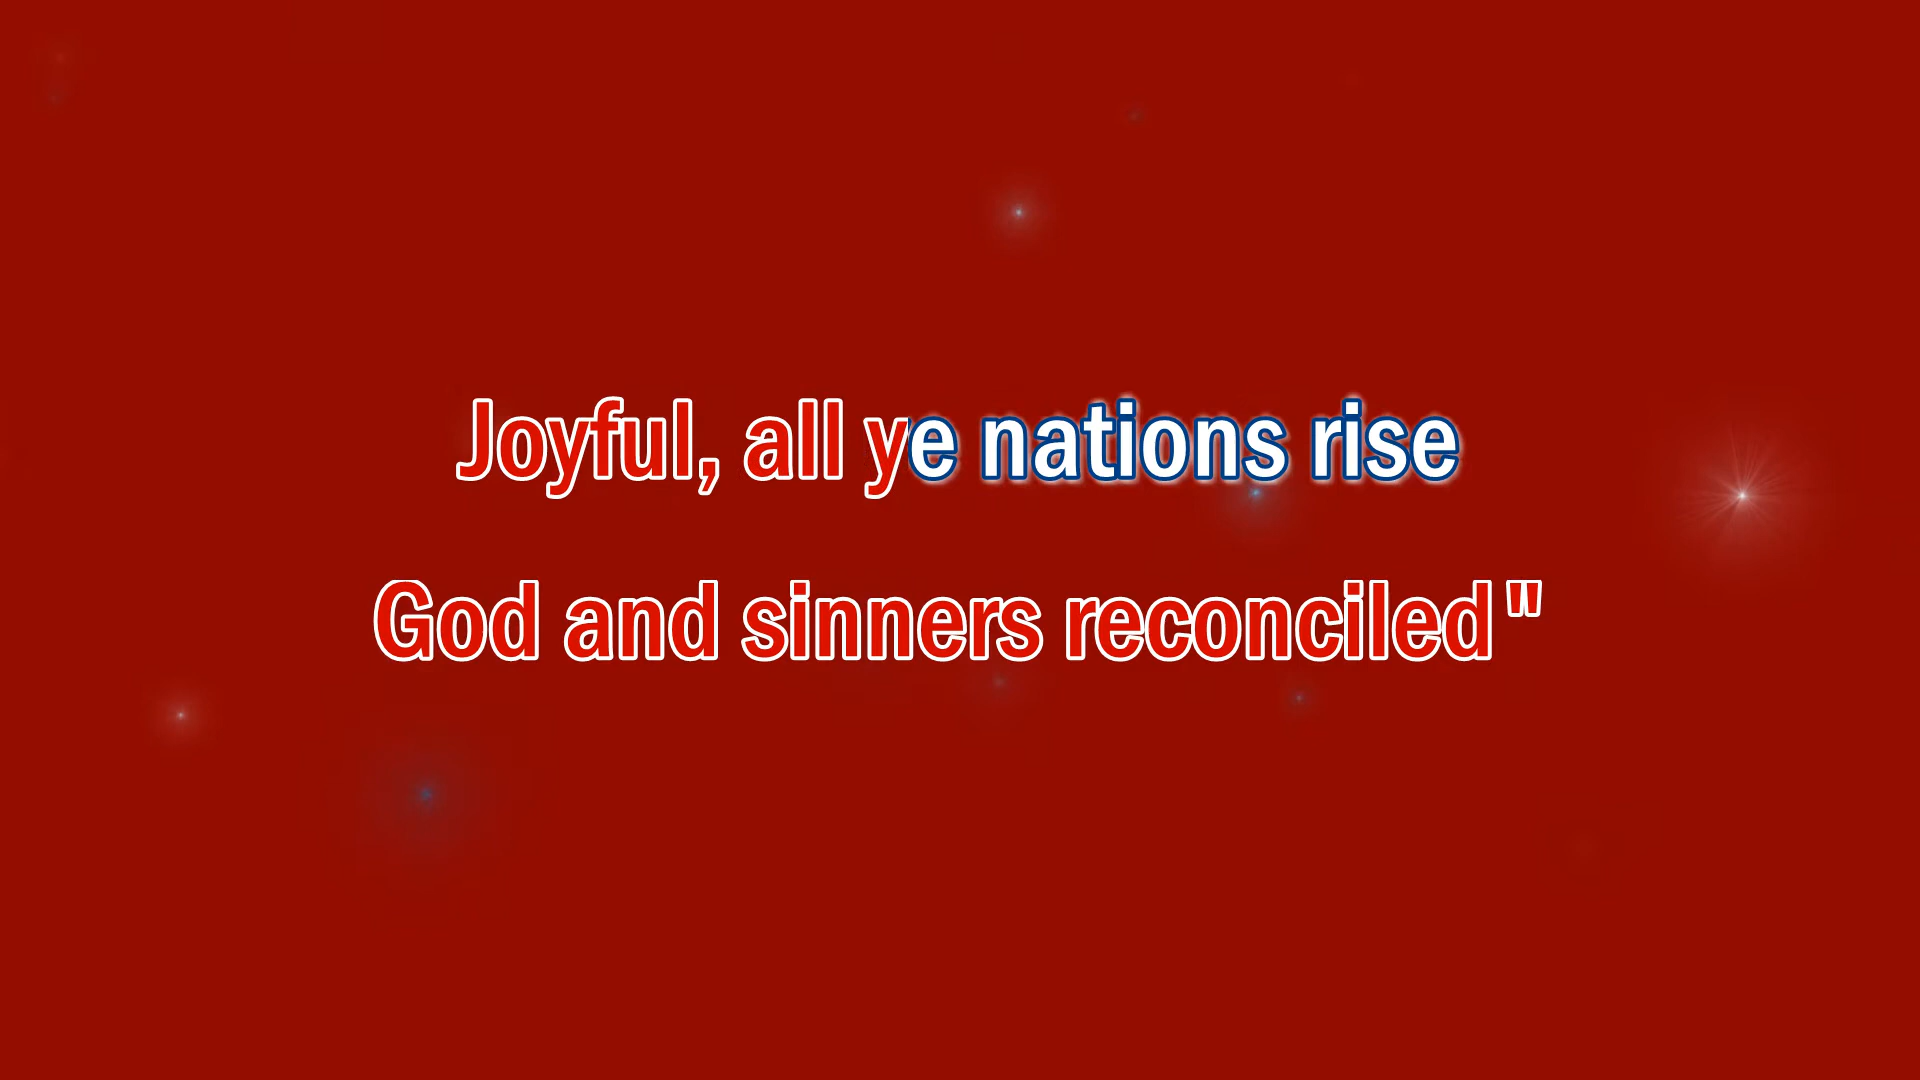 Joyful, all ye nations rise
God and sinners reconciled"